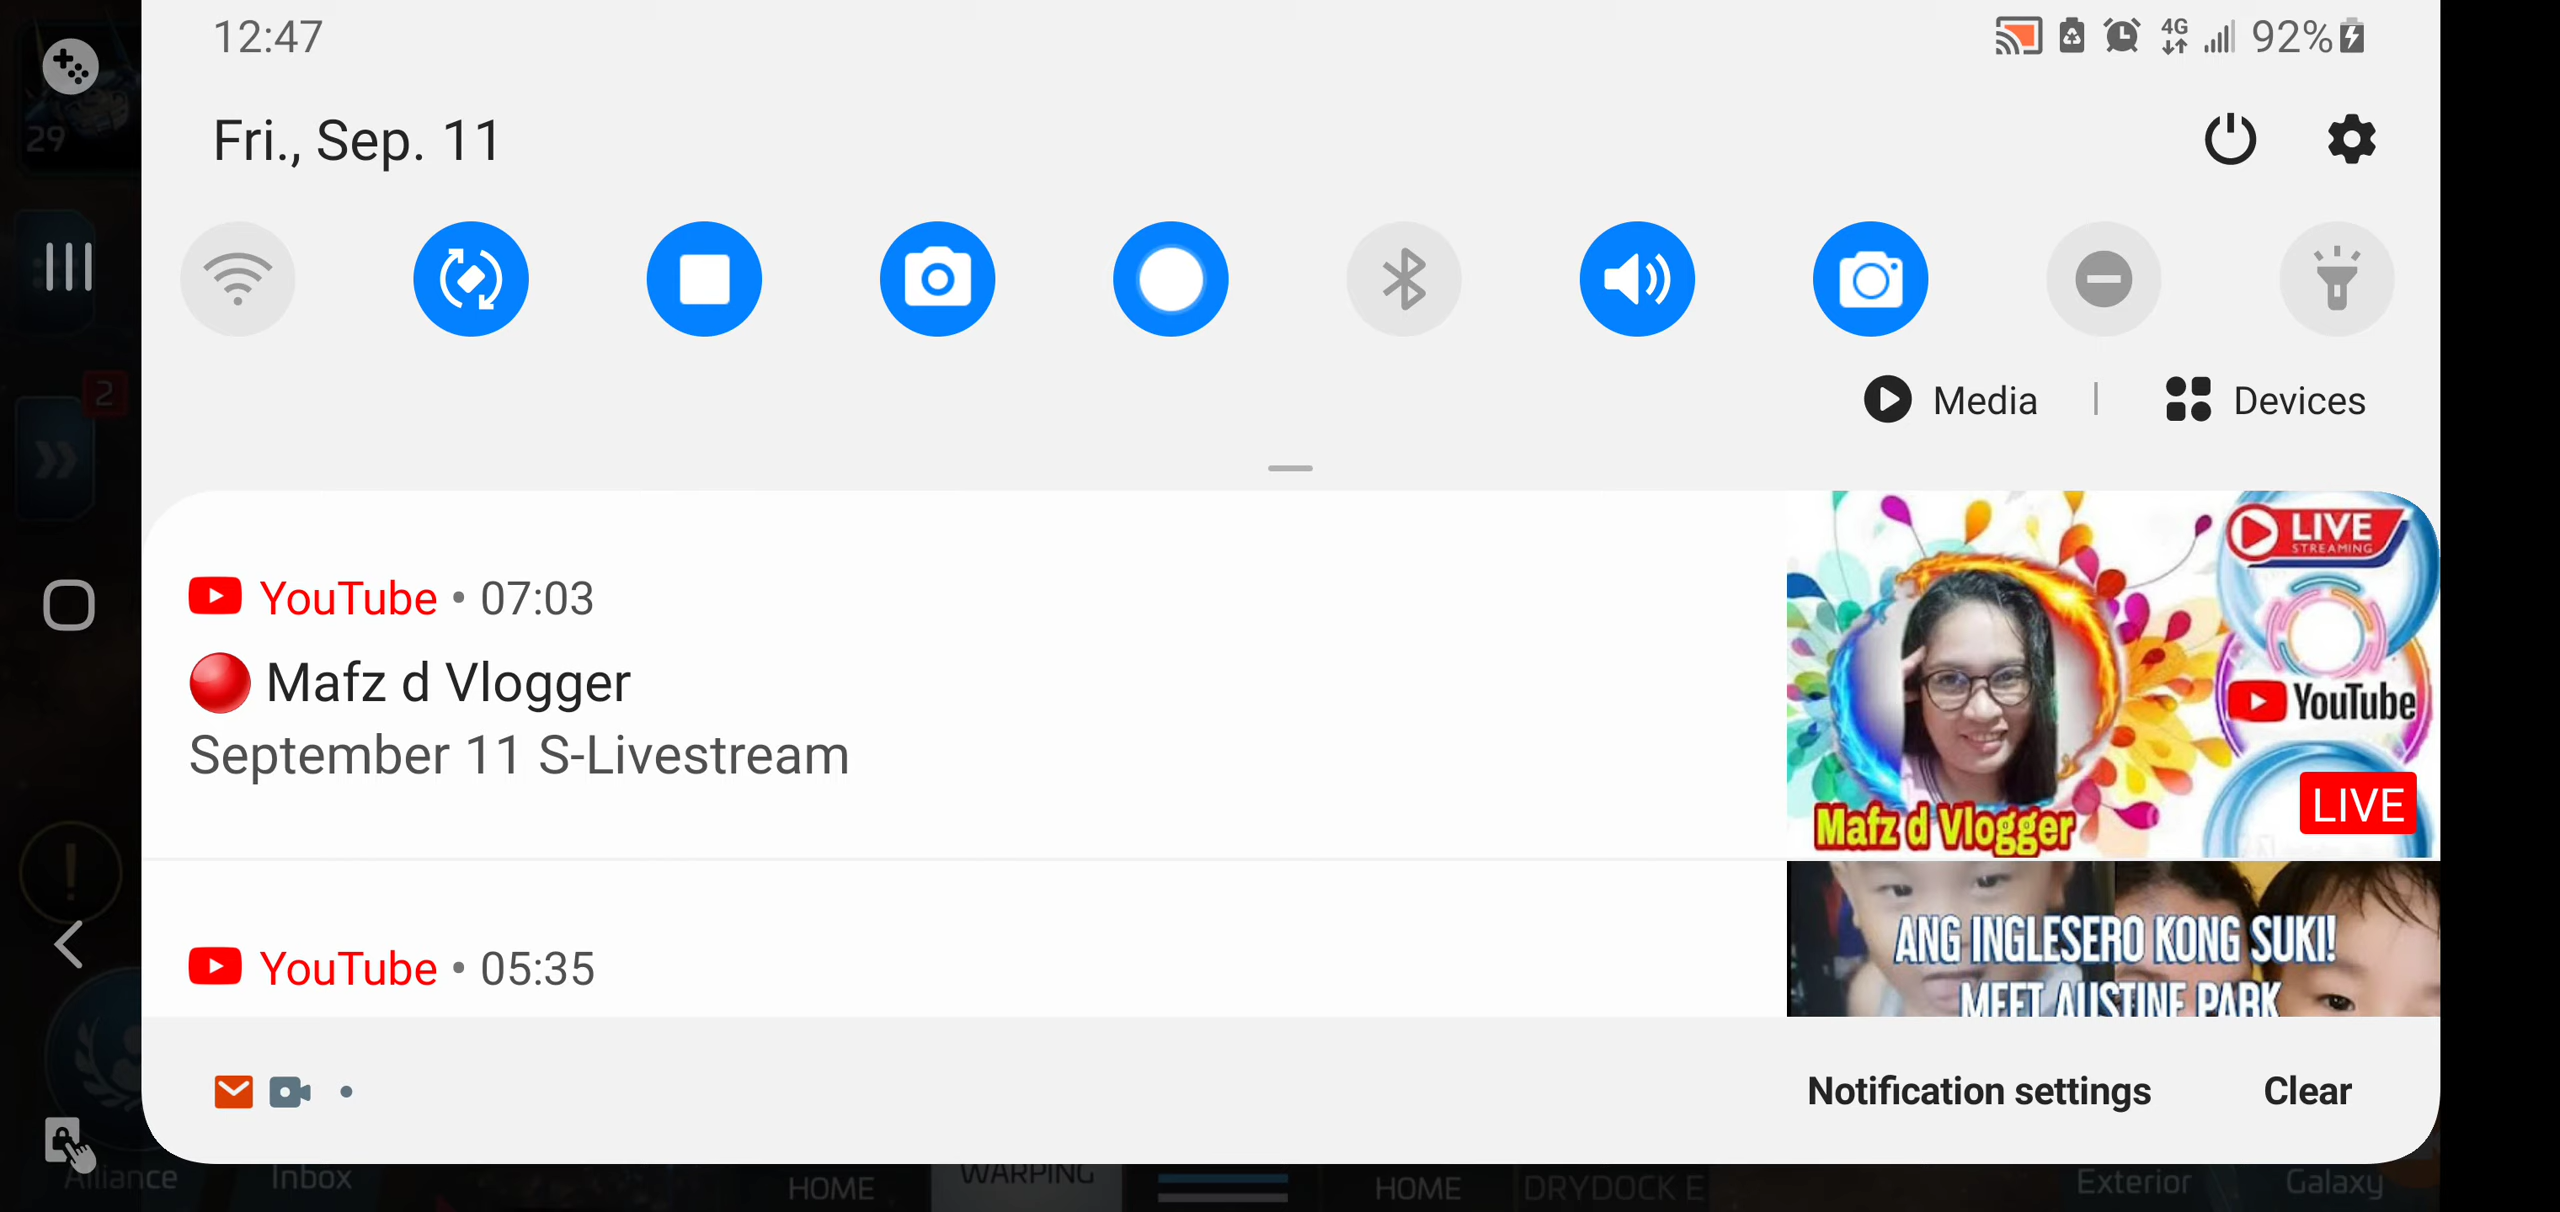 12:47
4G
92%
Fri., Sep. 11
29
2
Media | Devices
YouTube • 07:03
Mafz d Vlogger
September 11 S-Livestream
LIVE
STREAMING
YouTube
LIVE
Mafz d Vlogger
YouTube • 05:35
ANG INGLESERO KONG SUKI!
MEET AUSTINE PARK
Notification settings
Clear
Alliance
Inbox
HOME
WARPING
HOME
DRYDOCK E
Exterior
Galaxy